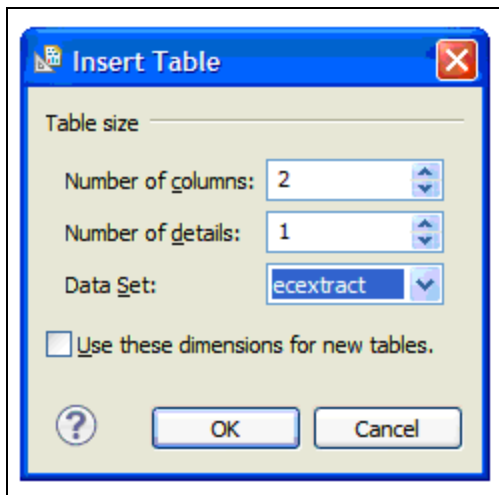 Insert Table
Table size
Number of columns: 2
Number of details: 1
Data Set: ecextract
Use these dimensions for new tables.
? OK Cancel